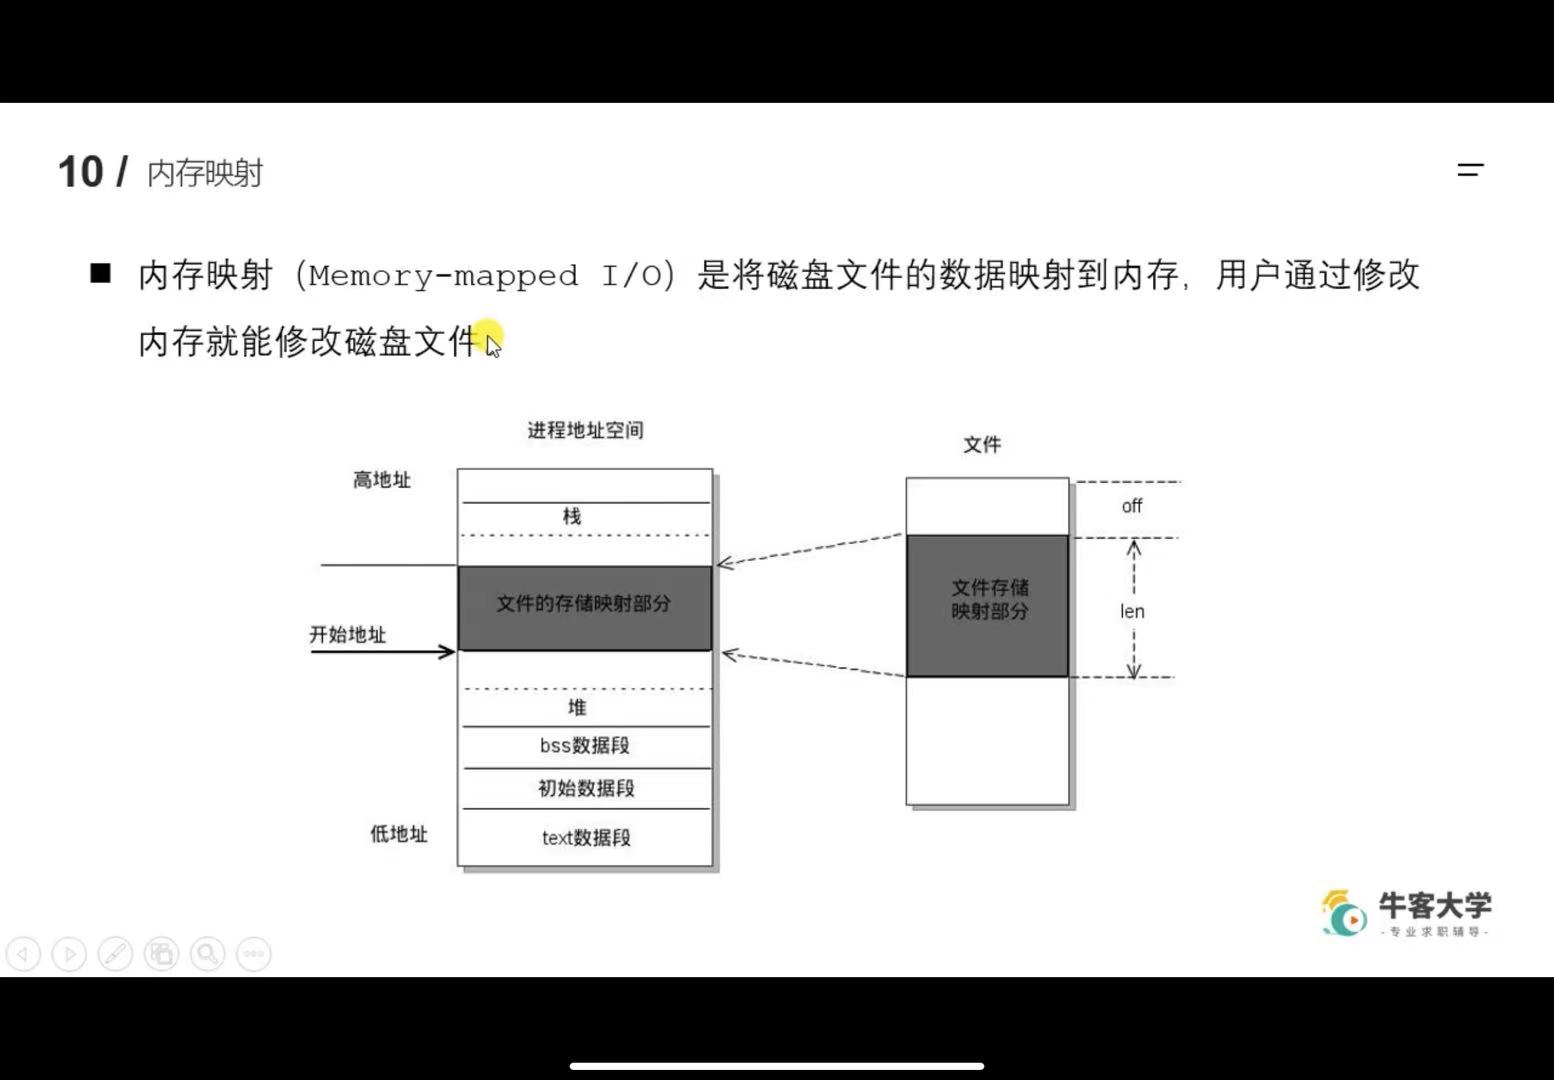 10 / 内存映射
■ 内存映射（Memory-mapped I/O）是将磁盘文件的数据映射到内存，用户通过修改
内存就能修改磁盘文件
进程地址空间
文件
高地址
栈
off
文件的存储映射部分
文件存储
映射部分
len
开始地址
堆
bss数据段
初始数据段
低地址
text数据段
牛客大学
-专业求职辅导-